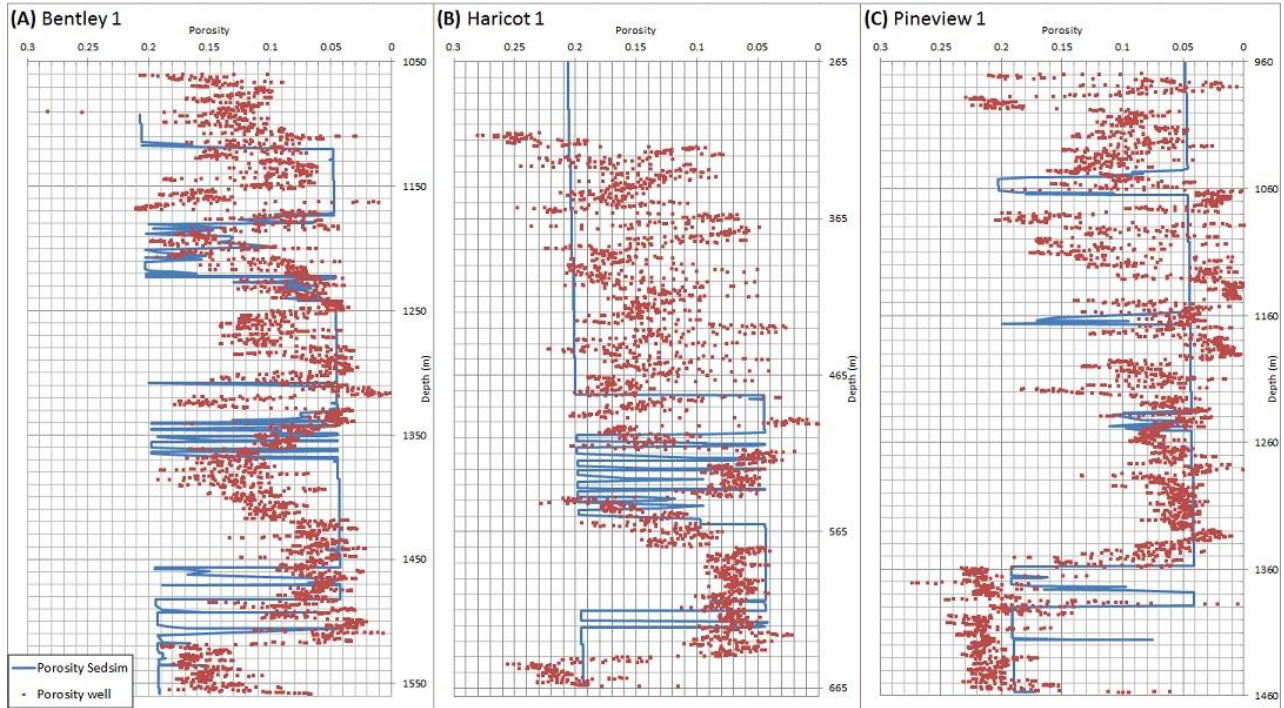 (A) Bentley 1
Porosity
0.3 0.25 0.2 0.15 0.1 0.05 0
1050
1150
1250
1350
1450
1550
Depth (m)
Porosity Sedsim
Porosity well
(B) Haricot 1
Porosity
0.3 0.25 0.2 0.15 0.1 0.05 0
265
365
465
565
665
Depth (m)
(C) Pineview 1
Porosity
0.3 0.25 0.2 0.15 0.1 0.05 0
960
1060
1160
1260
1360
1460
Depth (m)